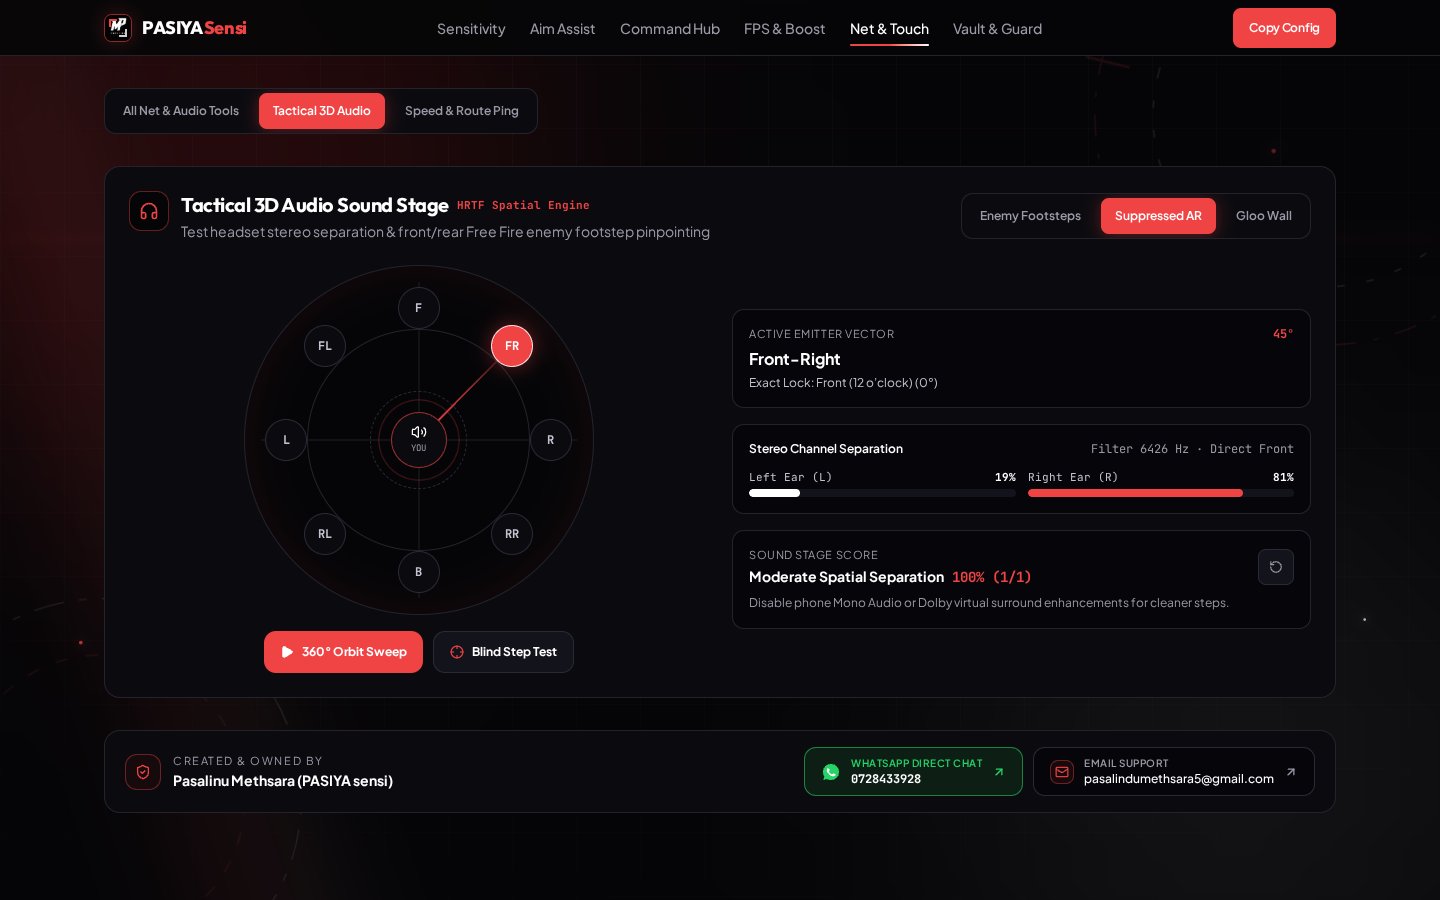 PASIYA Sensi
Sensitivity
Aim Assist
Command Hub
FPS & Boost
Net & Touch
Vault & Guard
Copy Config
All Net & Audio Tools
Tactical 3D Audio
Speed & Route Ping
Tactical 3D Audio Sound Stage HRTF Spatial Engine
Test headset stereo separation & front/rear Free Fire enemy footstep pinpointing
Enemy Footsteps
Suppressed AR
Gloo Wall
F
FL
FR
L
YOU
R
RL
RR
B
360° Orbit Sweep
Blind Step Test
ACTIVE EMITTER VECTOR 45°
Front-Right
Exact Lock: Front (12 o'clock) (0°)
Stereo Channel Separation Filter 6426 Hz · Direct Front
Left Ear (L) 19% Right Ear (R) 81%
SOUND STAGE SCORE
Moderate Spatial Separation 100% (1/1)
Disable phone Mono Audio or Dolby virtual surround enhancements for cleaner steps.
CREATED & OWNED BY
Pasalinu Methsara (PASIYA sensi)
WHATSAPP DIRECT CHAT
0728433928
EMAIL SUPPORT
pasalindumethsara5@gmail.com